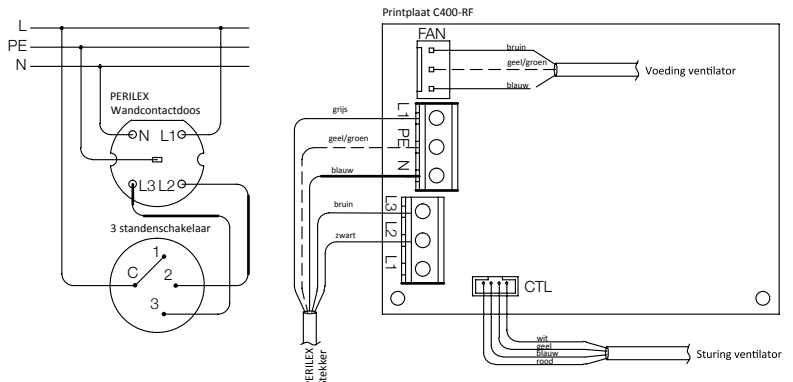 Printplaat C400-RF
L
PE
N
PERILEX
Wandcontactdoos
N L1
L3 L2
3 standenschakelaar
1
C
2
3
FAN
bruin
geel/groen
blauw
Voeding ventilator
L1
PE
N
grijs
geel/groen
blauw
L3
L2
L1
bruin
zwart
PERILEX
Stekker
CTL
wit
geel
blauw
rood
Sturing ventilator